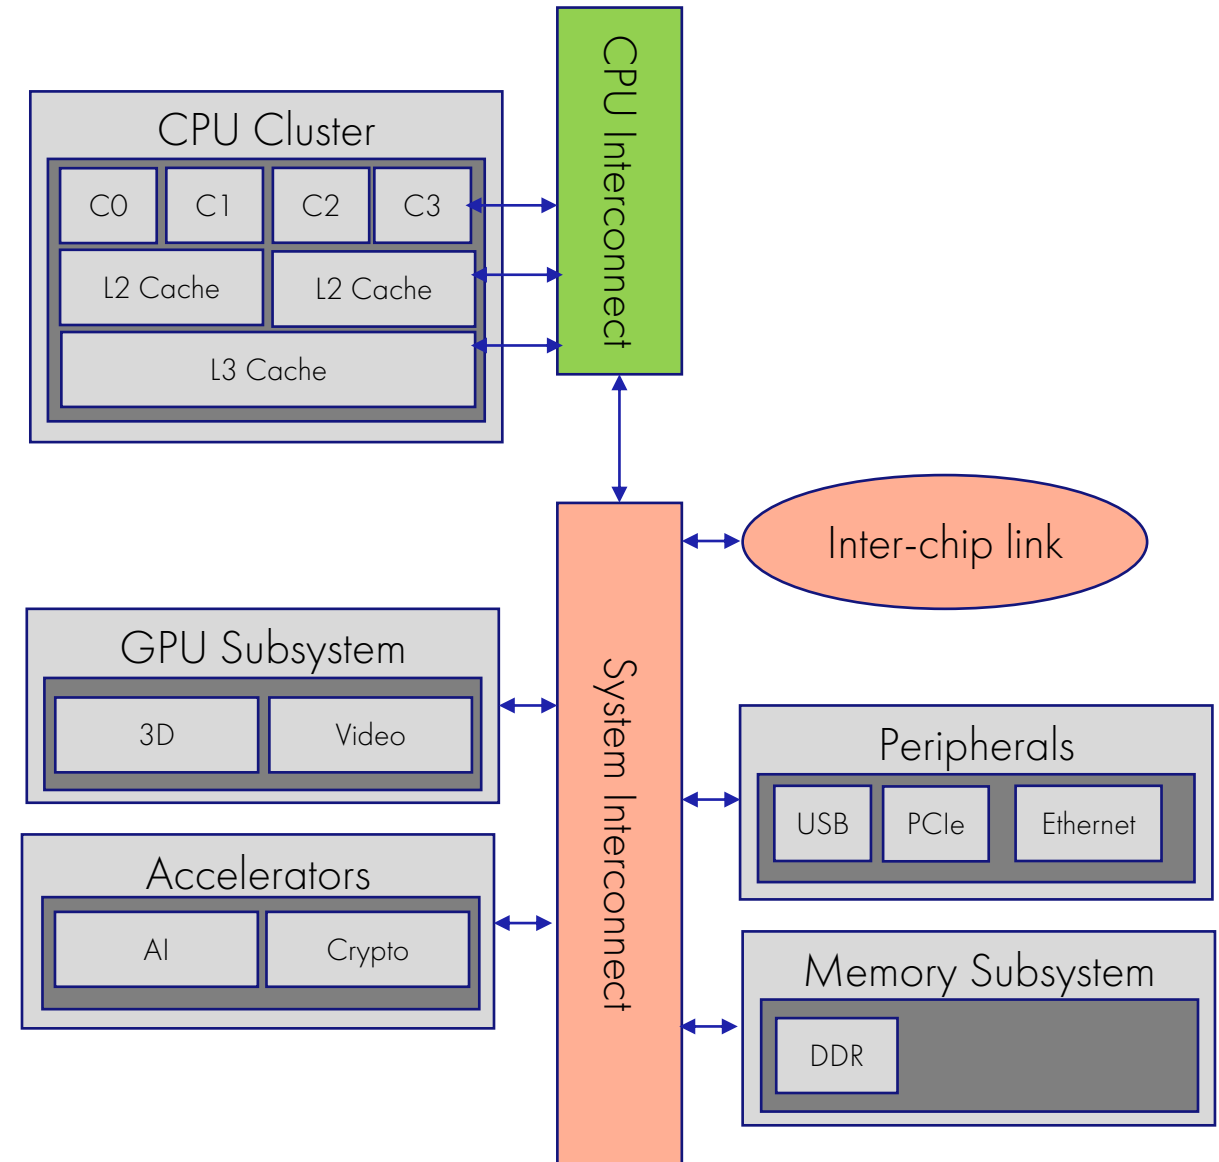 CPU Interconnect
CPU Cluster
C0
C1
C2
C3
L2 Cache
L2 Cache
L3 Cache
Inter-chip link
System Interconnect
GPU Subsystem
3D
Video
Peripherals
USB
PCIe
Ethernet
Accelerators
AI
Crypto
Memory Subsystem
DDR